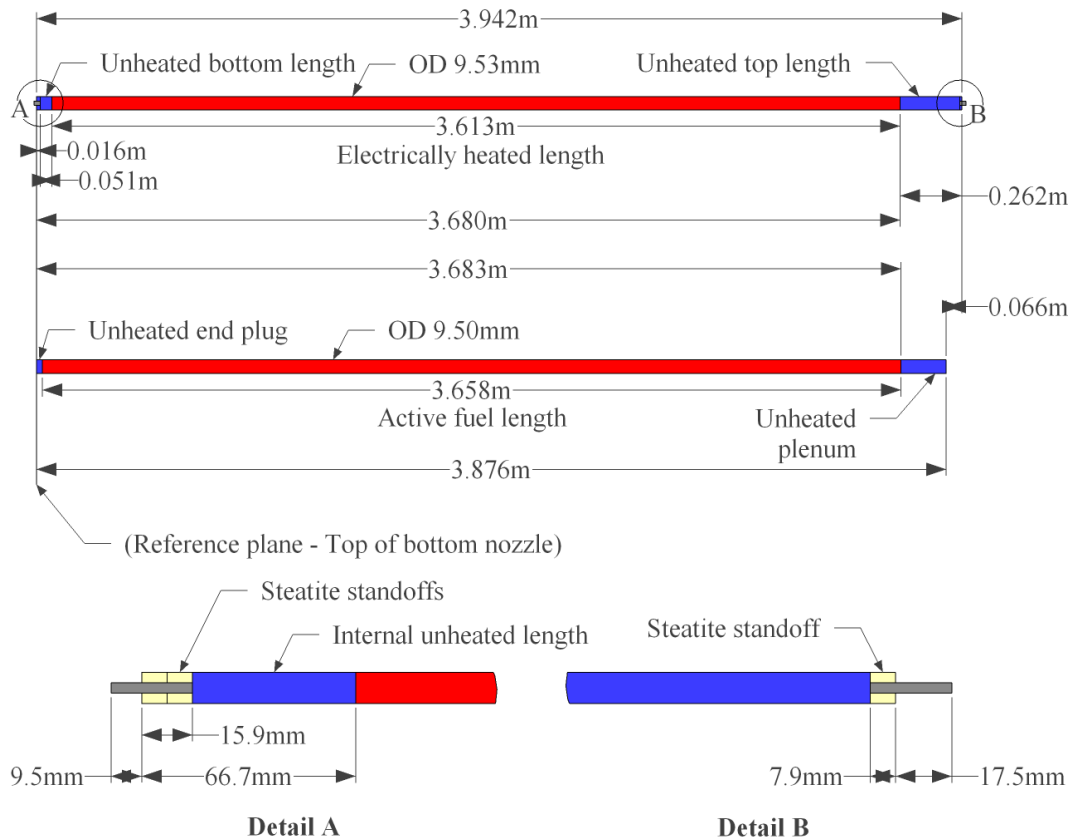 3.942m
Unheated bottom length
OD 9.53mm
Unheated top length
A
B
3.613m
0.016m
Electrically heated length
0.051m
0.262m
3.680m
3.683m
0.066m
Unheated end plug
OD 9.50mm
3.658m
Active fuel length
Unheated
plenum
3.876m
(Reference plane - Top of bottom nozzle)
Steatite standoffs
Internal unheated length
Steatite standoff
15.9mm
9.5mm
66.7mm
7.9mm
17.5mm
Detail A
Detail B